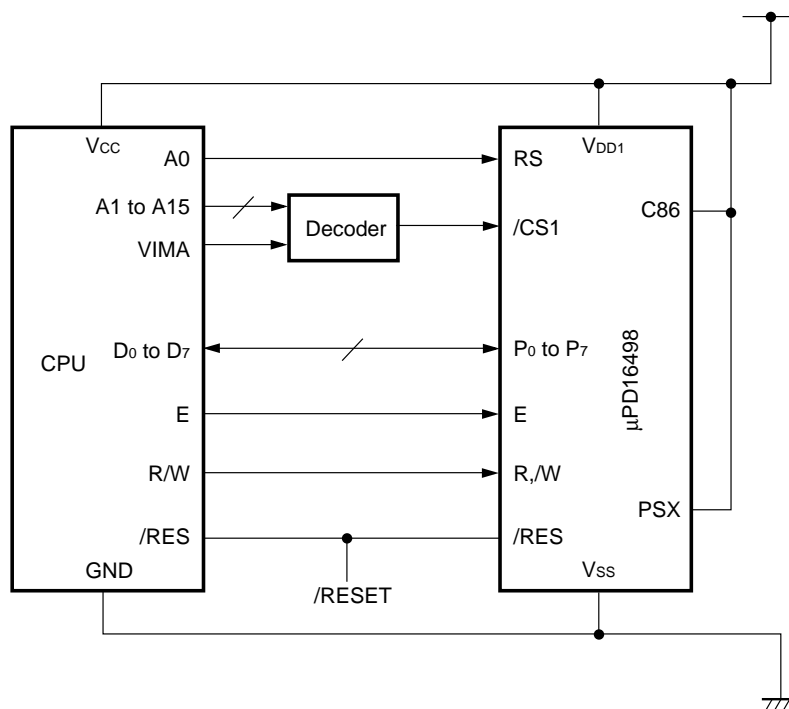 VCC
A0
A1 to A15
VIMA
D0 to D7
CPU
E
R/W
/RES
GND
Decoder
/RESET
VDD1
RS
C86
/CS1
P0 to P7
µPD16498
E
R,/W
PSX
/RES
VSS